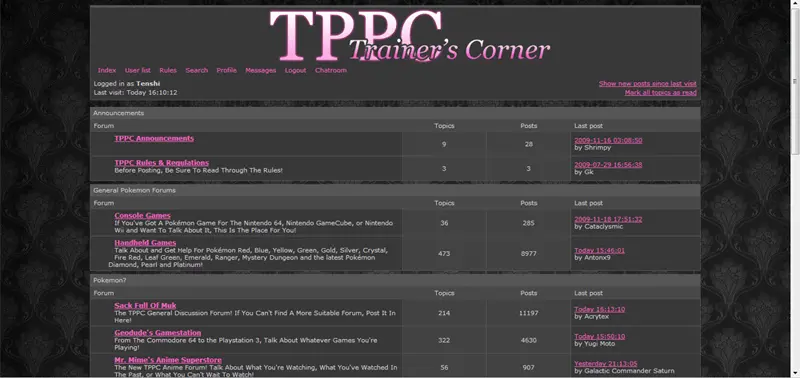 TPPC
Trainer's Corner
Index User list Rules Search Profile Messages Logout Chatroom
Logged in as Tenshi
Show new posts since last visit
Last visit: Today 16:10:12
Mark all topics as read
Announcements
Forum Topics Posts Last post
TPPC Announcements
9 28 2009-11-16 03:08:50
by Shrimpy
TPPC Rules & Regulations
Before Posting, Be Sure To Read Through The Rules!
3 3 2009-07-29 16:56:38
by Gk
General Pokemon Forums
Forum Topics Posts Last post
Console Games
If You've Got A Pokémon Game For The Nintendo 64, Nintendo GameCube, or Nintendo
Wii and Want To Talk About It, This Is The Place For You!
36 285 2009-11-18 17:51:32
by Cataclysmic
Handheld Games
Talk About and Get Help For Pokémon Red, Blue, Yellow, Green, Gold, Silver, Crystal,
Fire Red, Leaf Green, Emerald, Ranger, Mystery Dungeon and the latest Pokémon
Diamond, Pearl and Platinum!
473 8977 Today 15:46:01
by Antonx9
Pokemon?
Forum Topics Posts Last post
Sack Full Of Muk
The TPPC General Discussion Forum! If You Can't Find A More Suitable Forum, Post It In
Here!
214 11197 Today 16:13:10
by Acrytex
Geodude's Gamestation
From The Commodore 64 to the Playstation 3, Talk About Whatever Games You're
Playing!
322 4630 Today 15:50:10
by Yugi Moto
Mr. Mime's Anime Superstore
The New TPPC Anime Forum! Talk About What You're Watching, What You've Watched In
The Past, or What You Can't Wait To Watch!
56 907 Yesterday 21:13:05
by Galactic Commander Saturn